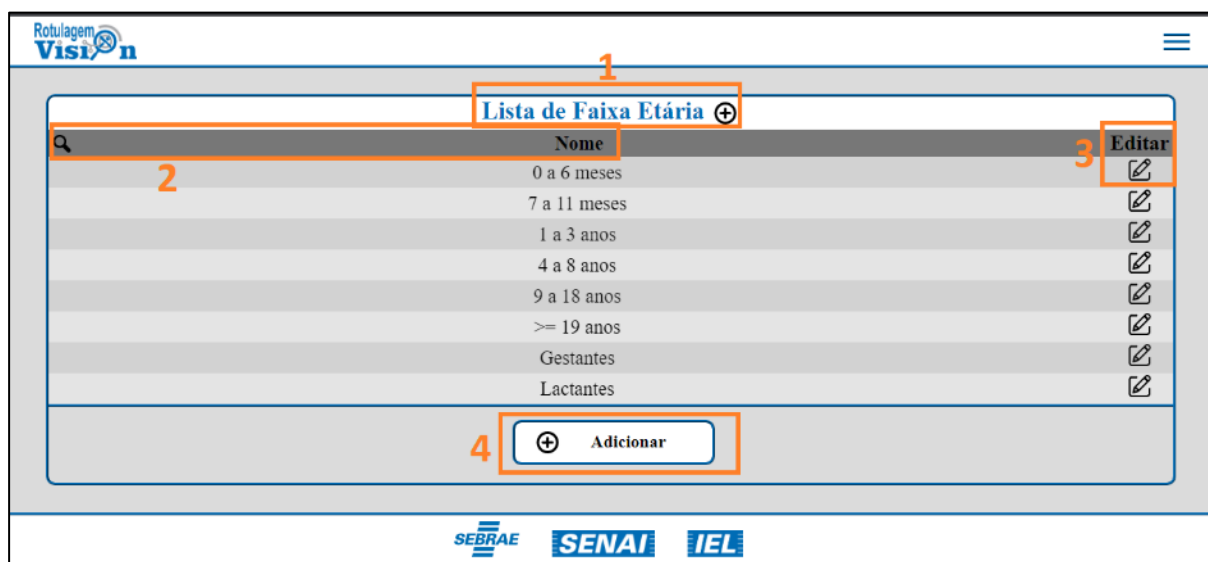 Rotulagem
Vision
1
Lista de Faixa Etária
2
Nome
3
Editar
0 a 6 meses
7 a 11 meses
1 a 3 anos
4 a 8 anos
9 a 18 anos
>= 19 anos
Gestantes
Lactantes
4
Adicionar
SEBRAE SENAI IEL